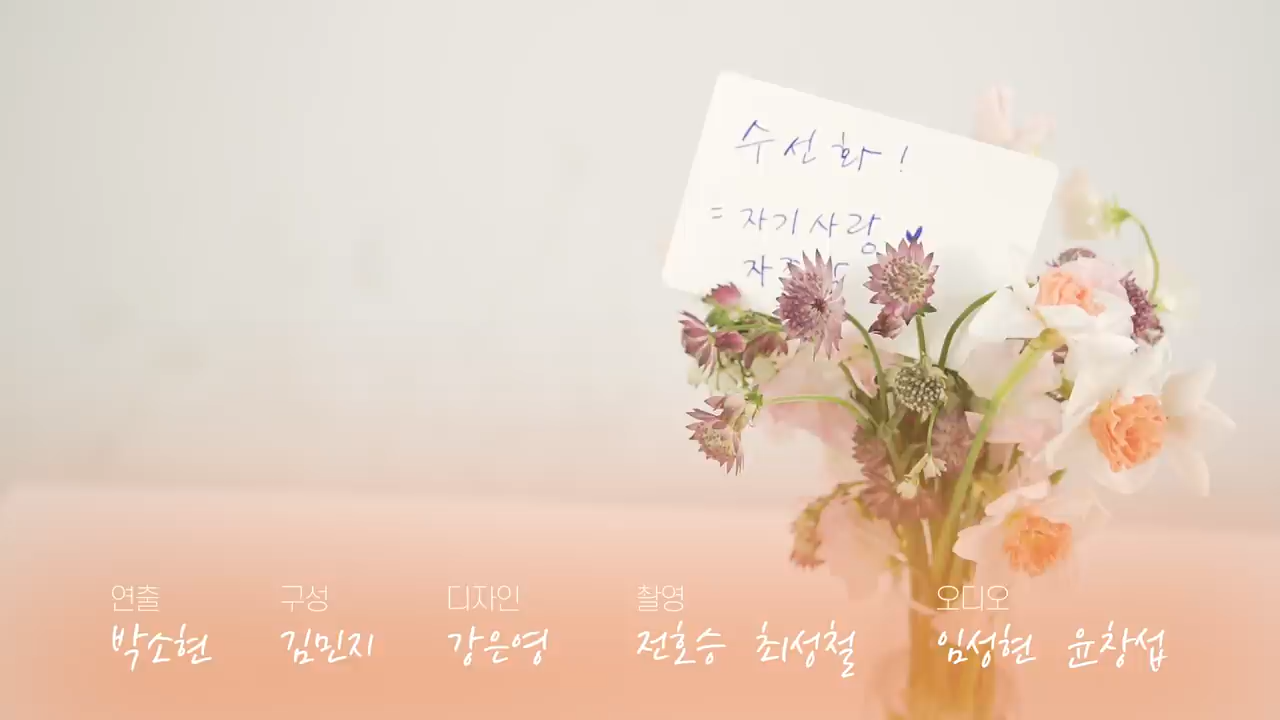 수선화!
= 자기사랑
연출 구성 디자인 촬영 오디오
박소현 김민지 강은영 전호승 최성철 임성현 윤창섭